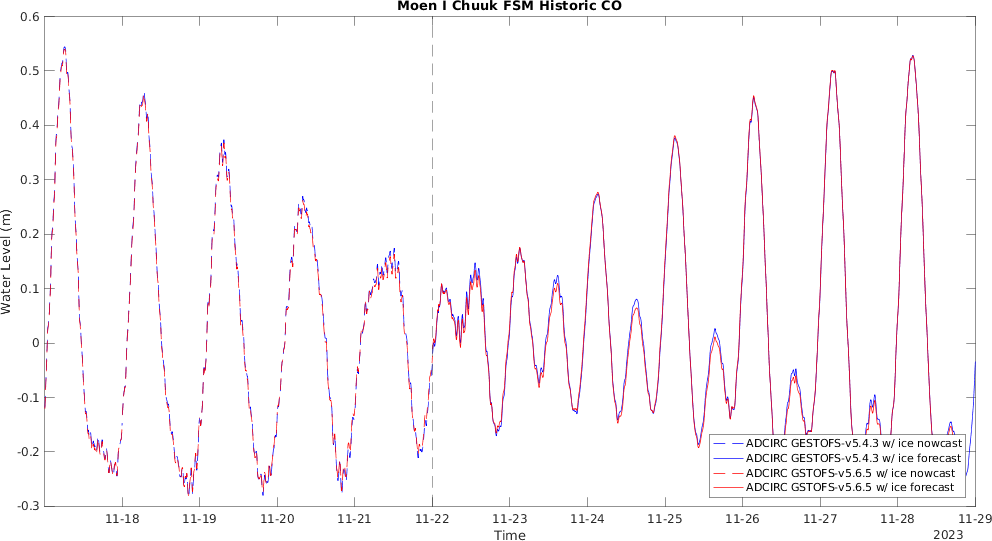 Moen I Chuuk FSM Historic CO
0.6
0.5
0.4
0.3
0.2
0.1
0
-0.1
-0.2
-0.3
Water Level (m)
ADCIRC GESTOFS-v5.4.3 w/ ice nowcast
ADCIRC GESTOFS-v5.4.3 w/ ice forecast
ADCIRC GSTOFS-v5.6.5 w/ ice nowcast
ADCIRC GSTOFS-v5.6.5 w/ ice forecast
11-18 11-19 11-20 11-21 11-22 11-23 11-24 11-25 11-26 11-27 11-28 11-29
Time
2023